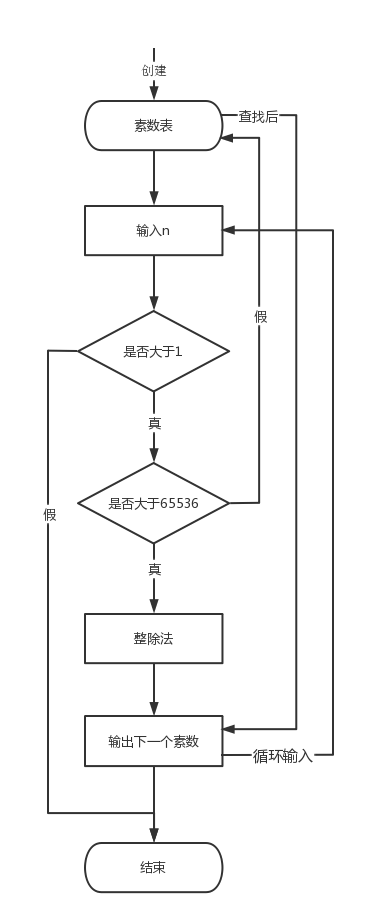 创建
素数表
查找后
输入n
假
是否大于1
真
是否大于65536
假
真
整除法
输出下一个素数
循环输入
结束